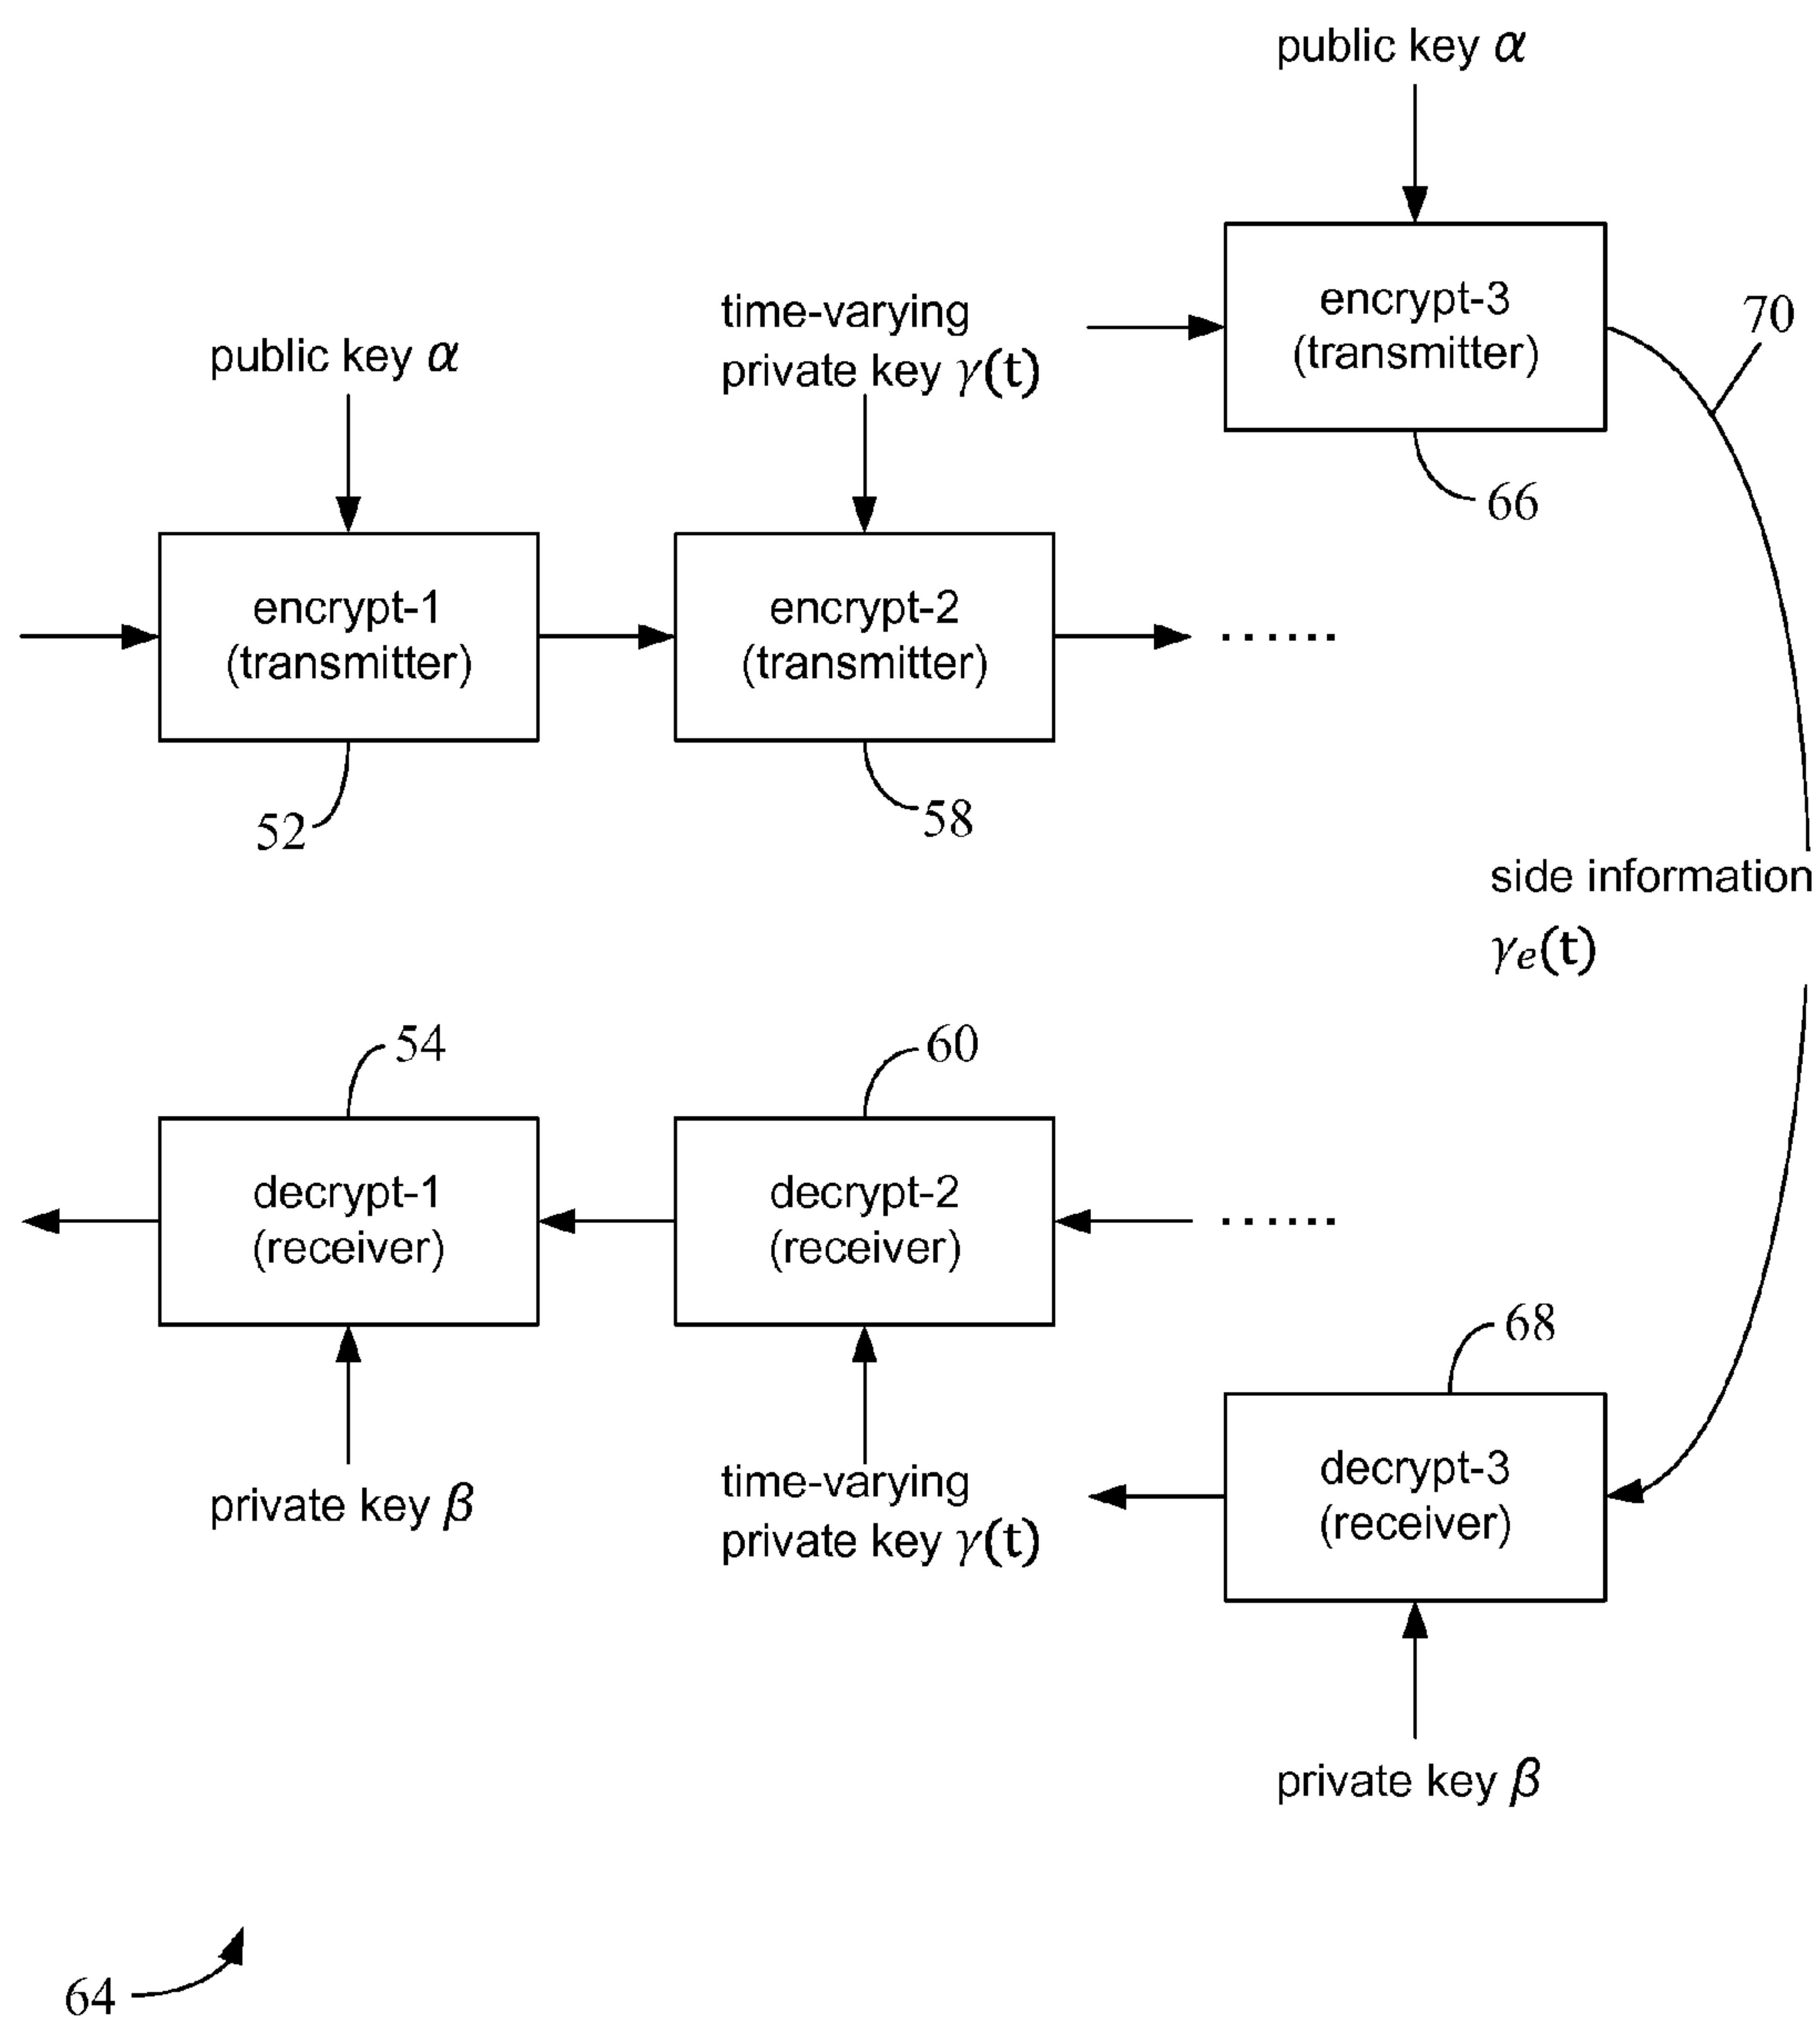 public key α
70
encrypt-3
(transmitter)
time-varying
private key γ(t)
public key α
66
encrypt-1
(transmitter)
encrypt-2
(transmitter)
......
52
58
side information
γₑ(t)
54
60
decrypt-1
(receiver)
decrypt-2
(receiver)
......
68
decrypt-3
(receiver)
private key β
time-varying
private key γ(t)
private key β
64